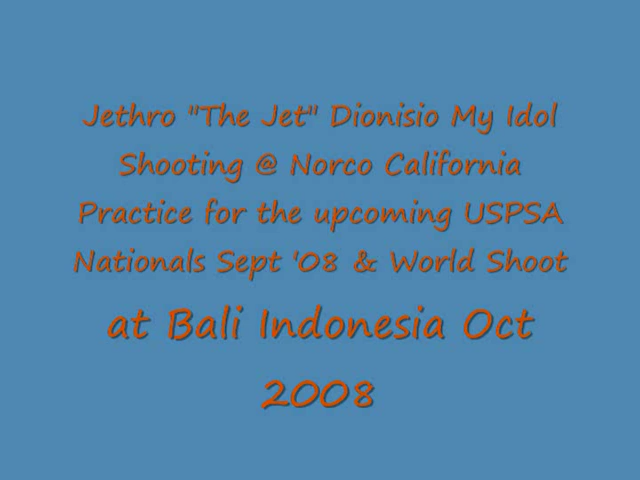 Jethro "The Jet" Dionisio My Idol
Shooting @ Norco California
Practice for the upcoming USPSA
Nationals Sept '08 & World Shoot
at Bali Indonesia Oct
2008